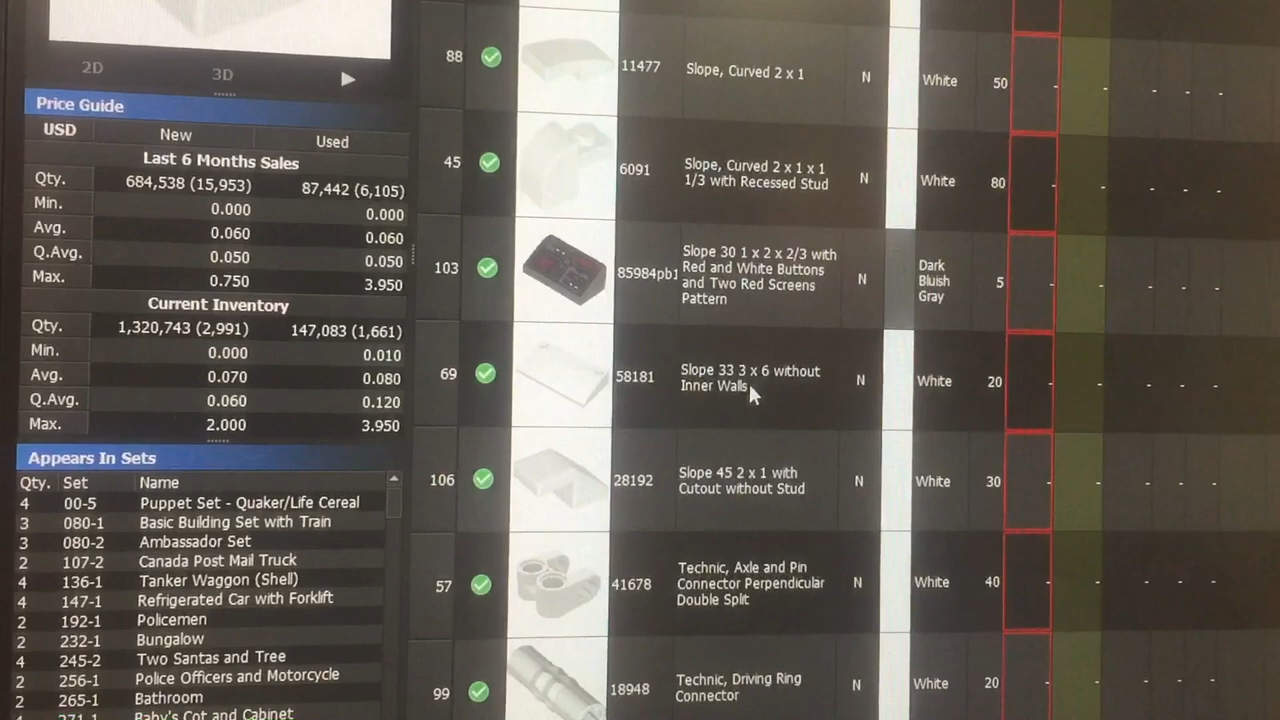 2D 3D
Price Guide
USD New Used
Last 6 Months Sales
Qty. 684,538 (15,953) 87,442 (6,105)
Min. 0.000 0.000
Avg. 0.060 0.060
Q.Avg. 0.050 0.050
Max. 0.750 3.950
Current Inventory
Qty. 1,320,743 (2,991) 147,083 (1,661)
Min. 0.000 0.010
Avg. 0.070 0.080
Q.Avg. 0.060 0.120
Max. 2.000 3.950
Appears In Sets
Qty. Set Name
4 00-5 Puppet Set - Quaker/Life Cereal
3 080-1 Basic Building Set with Train
3 080-2 Ambassador Set
2 107-2 Canada Post Mail Truck
4 136-1 Tanker Waggon (Shell)
4 147-1 Refrigerated Car with Forklift
2 192-1 Policemen
2 232-1 Bungalow
4 245-2 Two Santas and Tree
2 256-1 Police Officers and Motorcycle
2 265-1 Bathroom
4 271-1 Baby's Cot and Cabinet
88 11477 Slope, Curved 2 x 1 N White 50 - - - - -
45 6091 Slope, Curved 2 x 1 x 1
1/3 with Recessed Stud N White 80 - - - - -
103 85984pb1 Slope 30 1 x 2 x 2/3 with
Red and White Buttons
and Two Red Screens
Pattern N Dark
Bluish
Gray 5 - - - - -
69 58181 Slope 33 3 x 6 without
Inner Walls N White 20 - - - - -
106 28192 Slope 45 2 x 1 with
Cutout without Stud N White 30 - - - - -
57 41678 Technic, Axle and Pin
Connector Perpendicular
Double Split N White 40 - - - - -
99 18948 Technic, Driving Ring
Connector N White 20 - - - - -